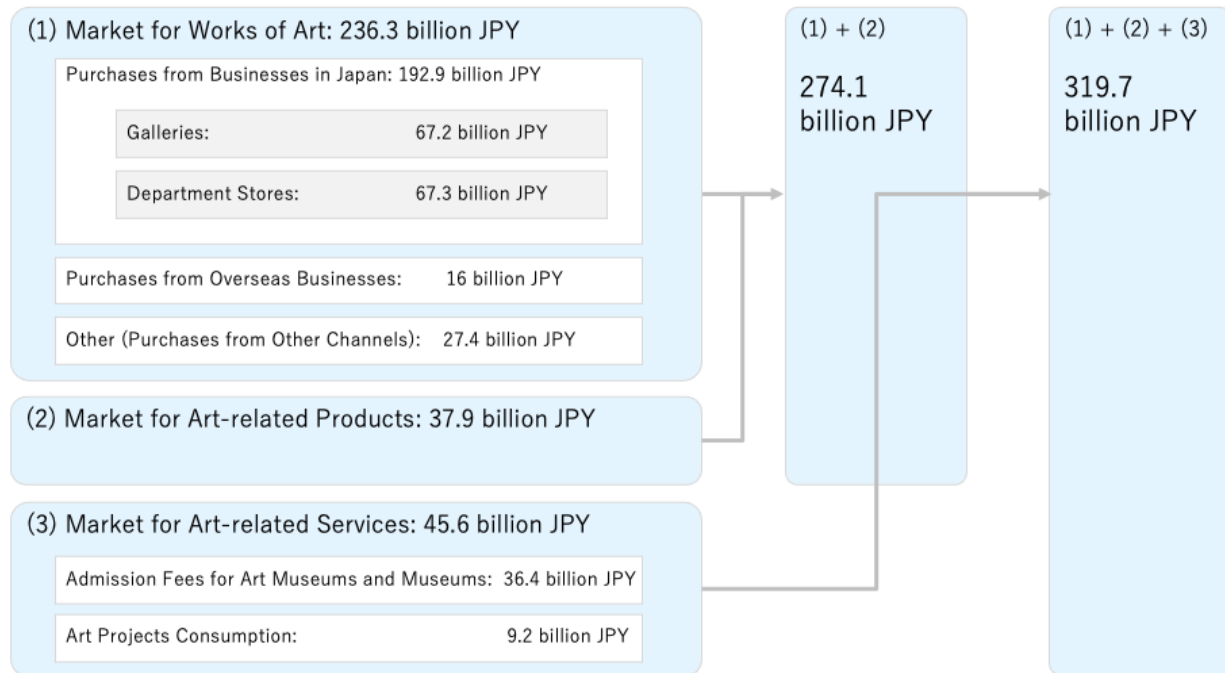 (1) Market for Works of Art: 236.3 billion JPY
Purchases from Businesses in Japan: 192.9 billion JPY
Galleries: 67.2 billion JPY
Department Stores: 67.3 billion JPY
Purchases from Overseas Businesses: 16 billion JPY
Other (Purchases from Other Channels): 27.4 billion JPY
(2) Market for Art-related Products: 37.9 billion JPY
(3) Market for Art-related Services: 45.6 billion JPY
Admission Fees for Art Museums and Museums: 36.4 billion JPY
Art Projects Consumption: 9.2 billion JPY
(1) + (2)
274.1
billion JPY
(1) + (2) + (3)
319.7
billion JPY